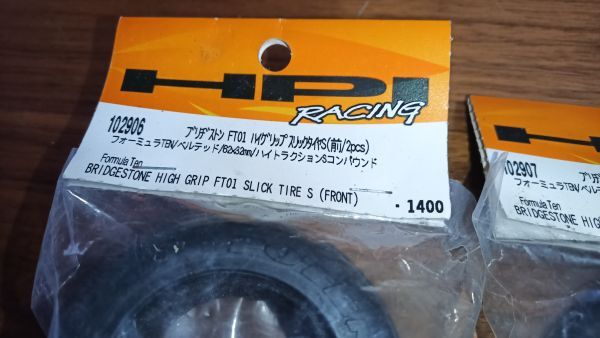 HPI
RACING
102906
ブリヂストン FT01 ハイグリップ スリックタイヤS(前用/2pcs)
フォーミュラTEN/ベルテッド/62x32mm/ハイトラクションSコンパウンド
Formula Ten
BRIDGESTONE HIGH GRIP FT01 SLICK TIRE S (FRONT)
· 1400
102907
フォーミュラTEN/ベル
Formula Ten
BRIDGESTONE HIGH